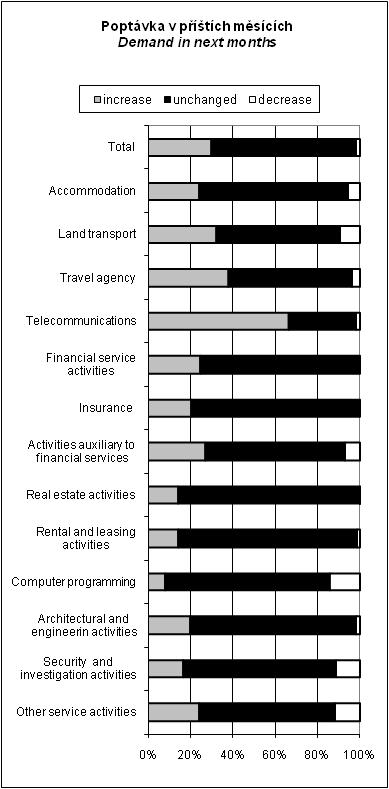 Poptávka v příštích měsících
Demand in next months
increase unchanged decrease
Total
Accommodation
Land transport
Travel agency
Telecommunications
Financial service
activities
Insurance
Activities auxiliary to
financial services
Real estate activities
Rental and leasing
activities
Computer programming
Architectural and
engineerin activities
Security and
investigation activities
Other service activities
0% 20% 40% 60% 80% 100%